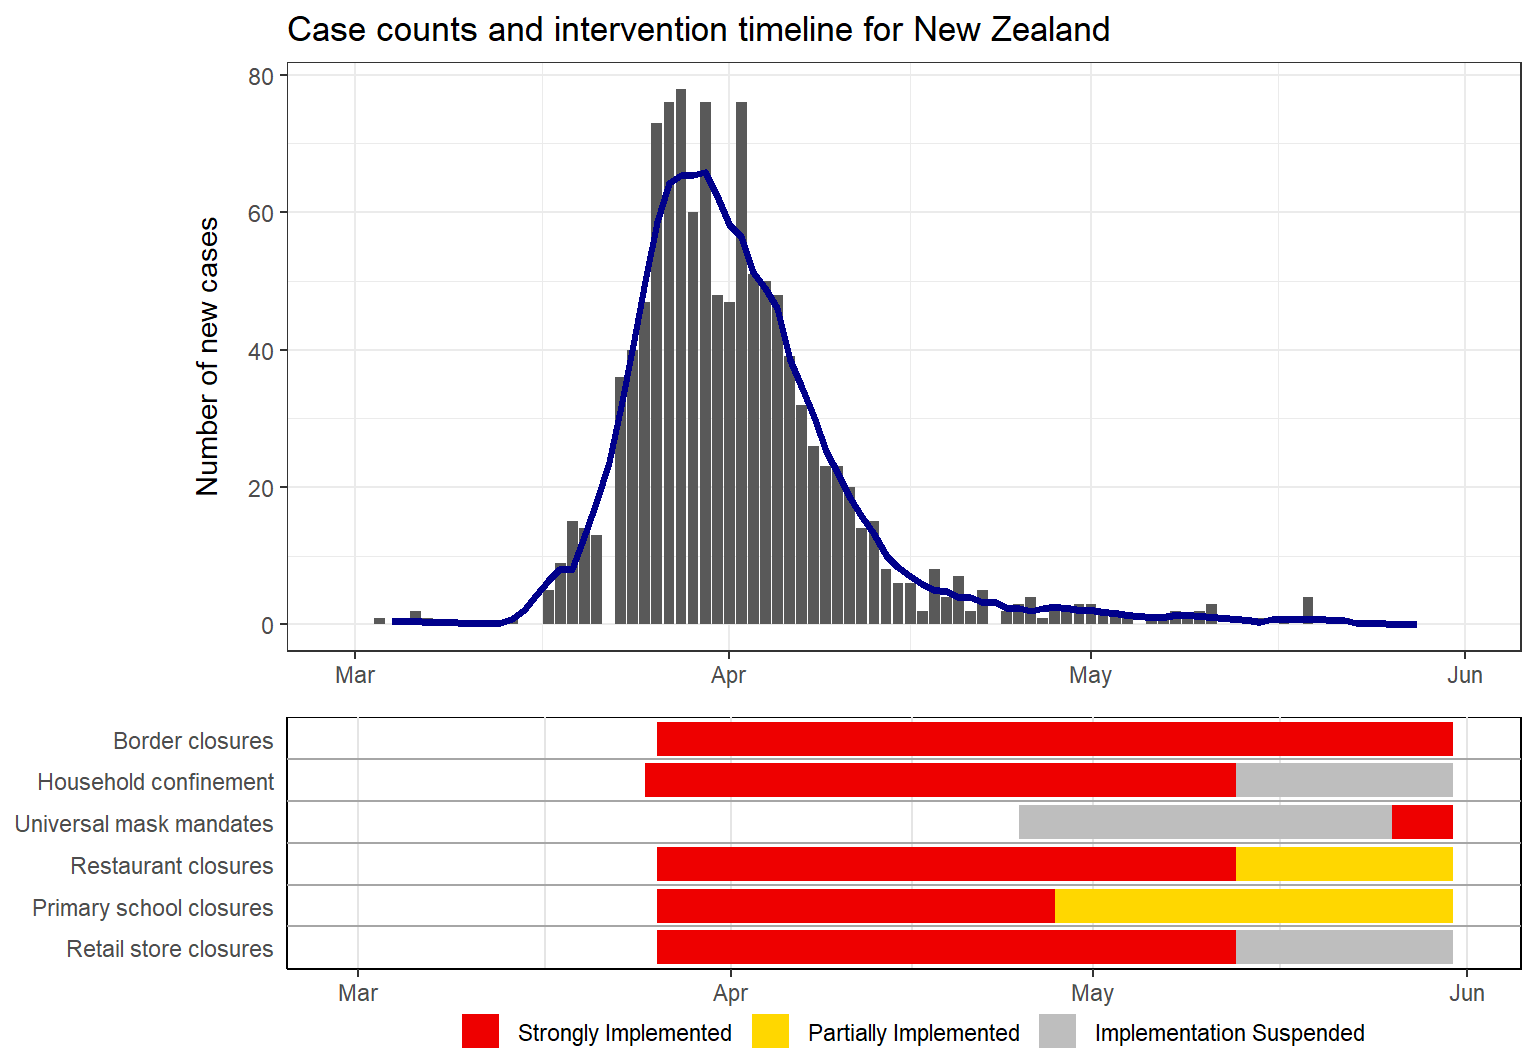 Case counts and intervention timeline for New Zealand
Number of new cases
80
60
40
20
0
Mar Apr May Jun
Border closures
Household confinement
Universal mask mandates
Restaurant closures
Primary school closures
Retail store closures
Mar Apr May Jun
Strongly Implemented Partially Implemented Implementation Suspended